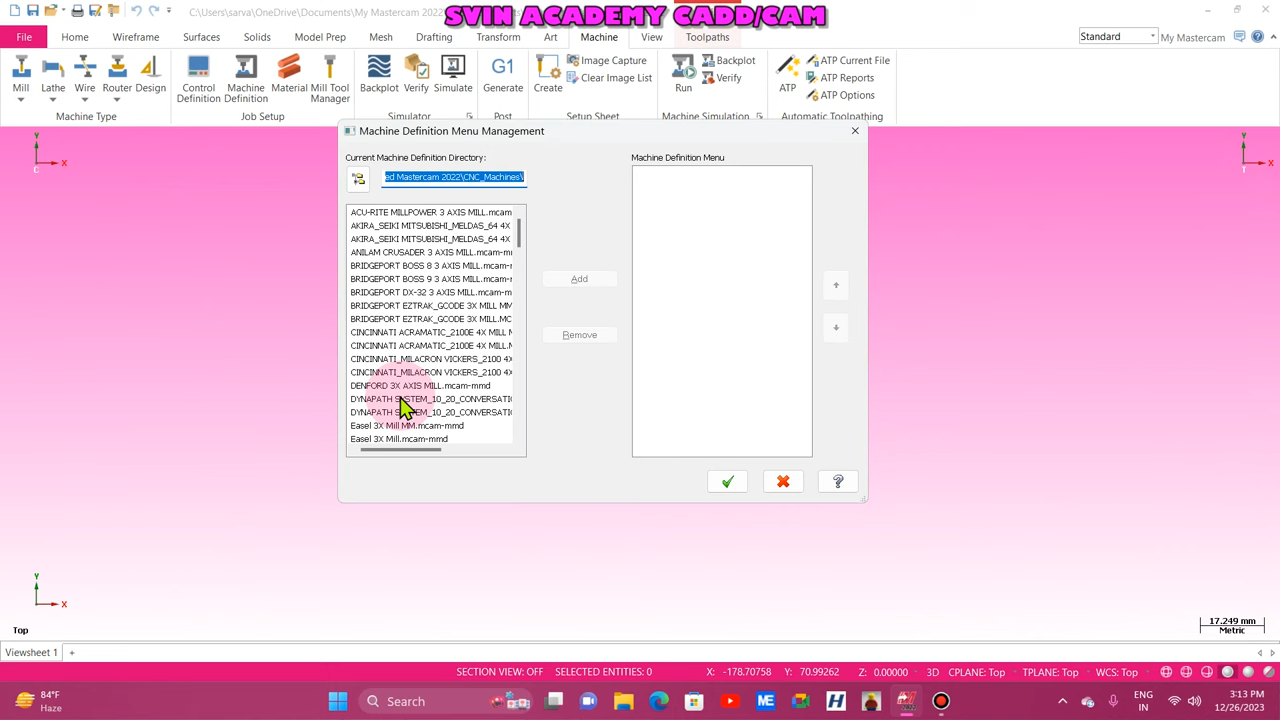 C:\Users\sarva\OneDrive\Documents\My Mastercam 2022\
SVIN ACADEMY CADD/CAM
File Home Wireframe Surfaces Solids Model Prep Mesh Drafting Transform Art Machine View Toolpaths Standard My Mastercam
Mill Lathe Wire Router Design Control Definition Machine Definition Material Mill Tool Manager Backplot Verify Simulate G1 Generate Create Image Capture Clear Image List Run Backplot Verify ATP ATP Current File ATP Reports ATP Options
Machine Type Job Setup Simulator Post Setup Sheet Machine Simulation Automatic Toolpathing
Machine Definition Menu Management
Current Machine Definition Directory: Machine Definition Menu
ed Mastercam 2022\CNC_Machines\
ACU-RITE MILLPOWER 3 AXIS MILL.mcam
AKIRA_SEIKI MITSUBISHI_MELDAS_64 4X
AKIRA_SEIKI MITSUBISHI_MELDAS_64 4X
ANILAM CRUSADER 3 AXIS MILL.mcam-m
BRIDGEPORT BOSS 8 3 AXIS MILL.mcam-
BRIDGEPORT BOSS 9 3 AXIS MILL.mcam-
BRIDGEPORT DX-32 3 AXIS MILL.mcam-m
BRIDGEPORT EZTRAK_GCODE 3X MILL MM
BRIDGEPORT EZTRAK_GCODE 3X MILL.MC
CINCINNATI ACRAMATIC_2100E 4X MILL M
CINCINNATI ACRAMATIC_2100E 4X MILL.M
CINCINNATI_MILACRON VICKERS_2100 4X
CINCINNATI_MILACRON VICKERS_2100 4X
DENFORD 3X AXIS MILL.mcam-mmd
DYNAPATH SYSTEM_10_20_CONVERSATI
DYNAPATH SYSTEM_10_20_CONVERSATI
Easel 3X Mill MM.mcam-mmd
Easel 3X Mill.mcam-mmd
Add
Remove
Y X C
Y X T
Y X
Top
Y X
17.249 mm
Metric
Viewsheet 1 +
SECTION VIEW: OFF SELECTED ENTITIES: 0 X: -178.70758 Y: 70.99262 Z: 0.00000 3D CPLANE: Top TPLANE: Top WCS: Top
84°F
Haze
Search
ME
H
ENG
IN
3:13 PM
12/26/2023